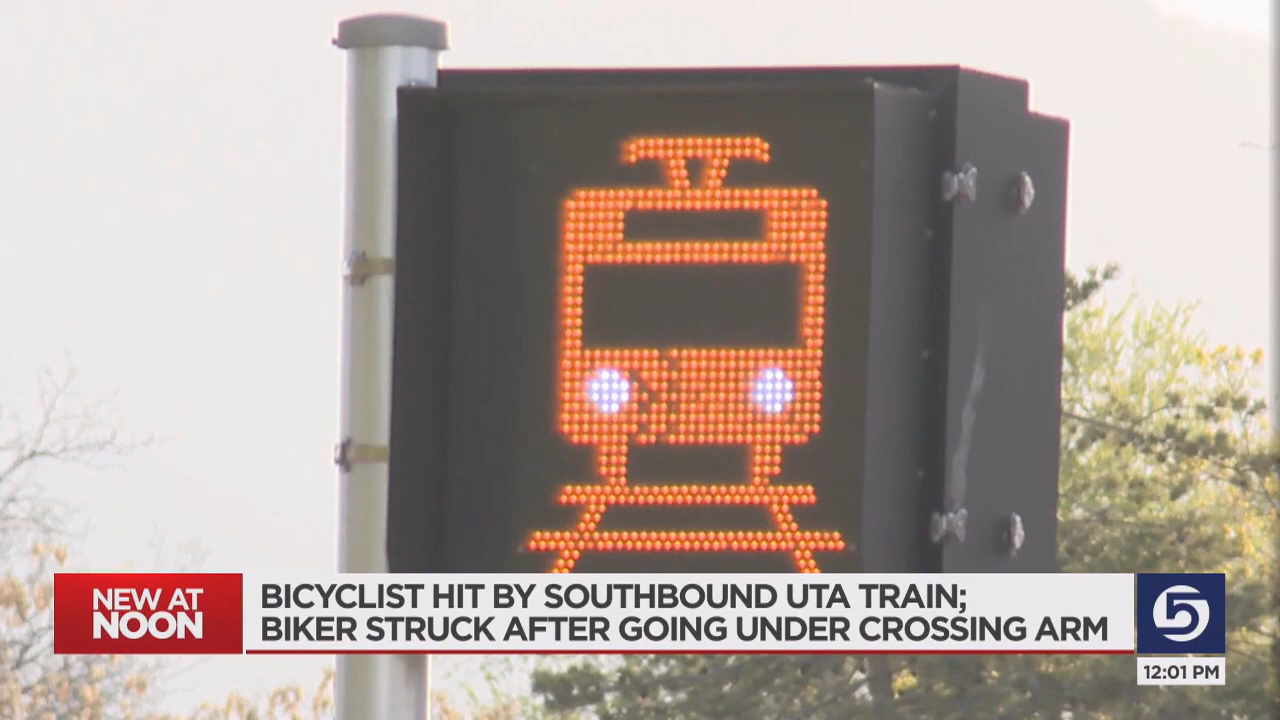 NEW AT
NOON
BICYCLIST HIT BY SOUTHBOUND UTA TRAIN;
BIKER STRUCK AFTER GOING UNDER CROSSING ARM
5
12:01 PM